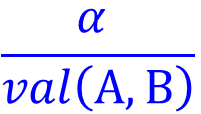 α
val(A, B)